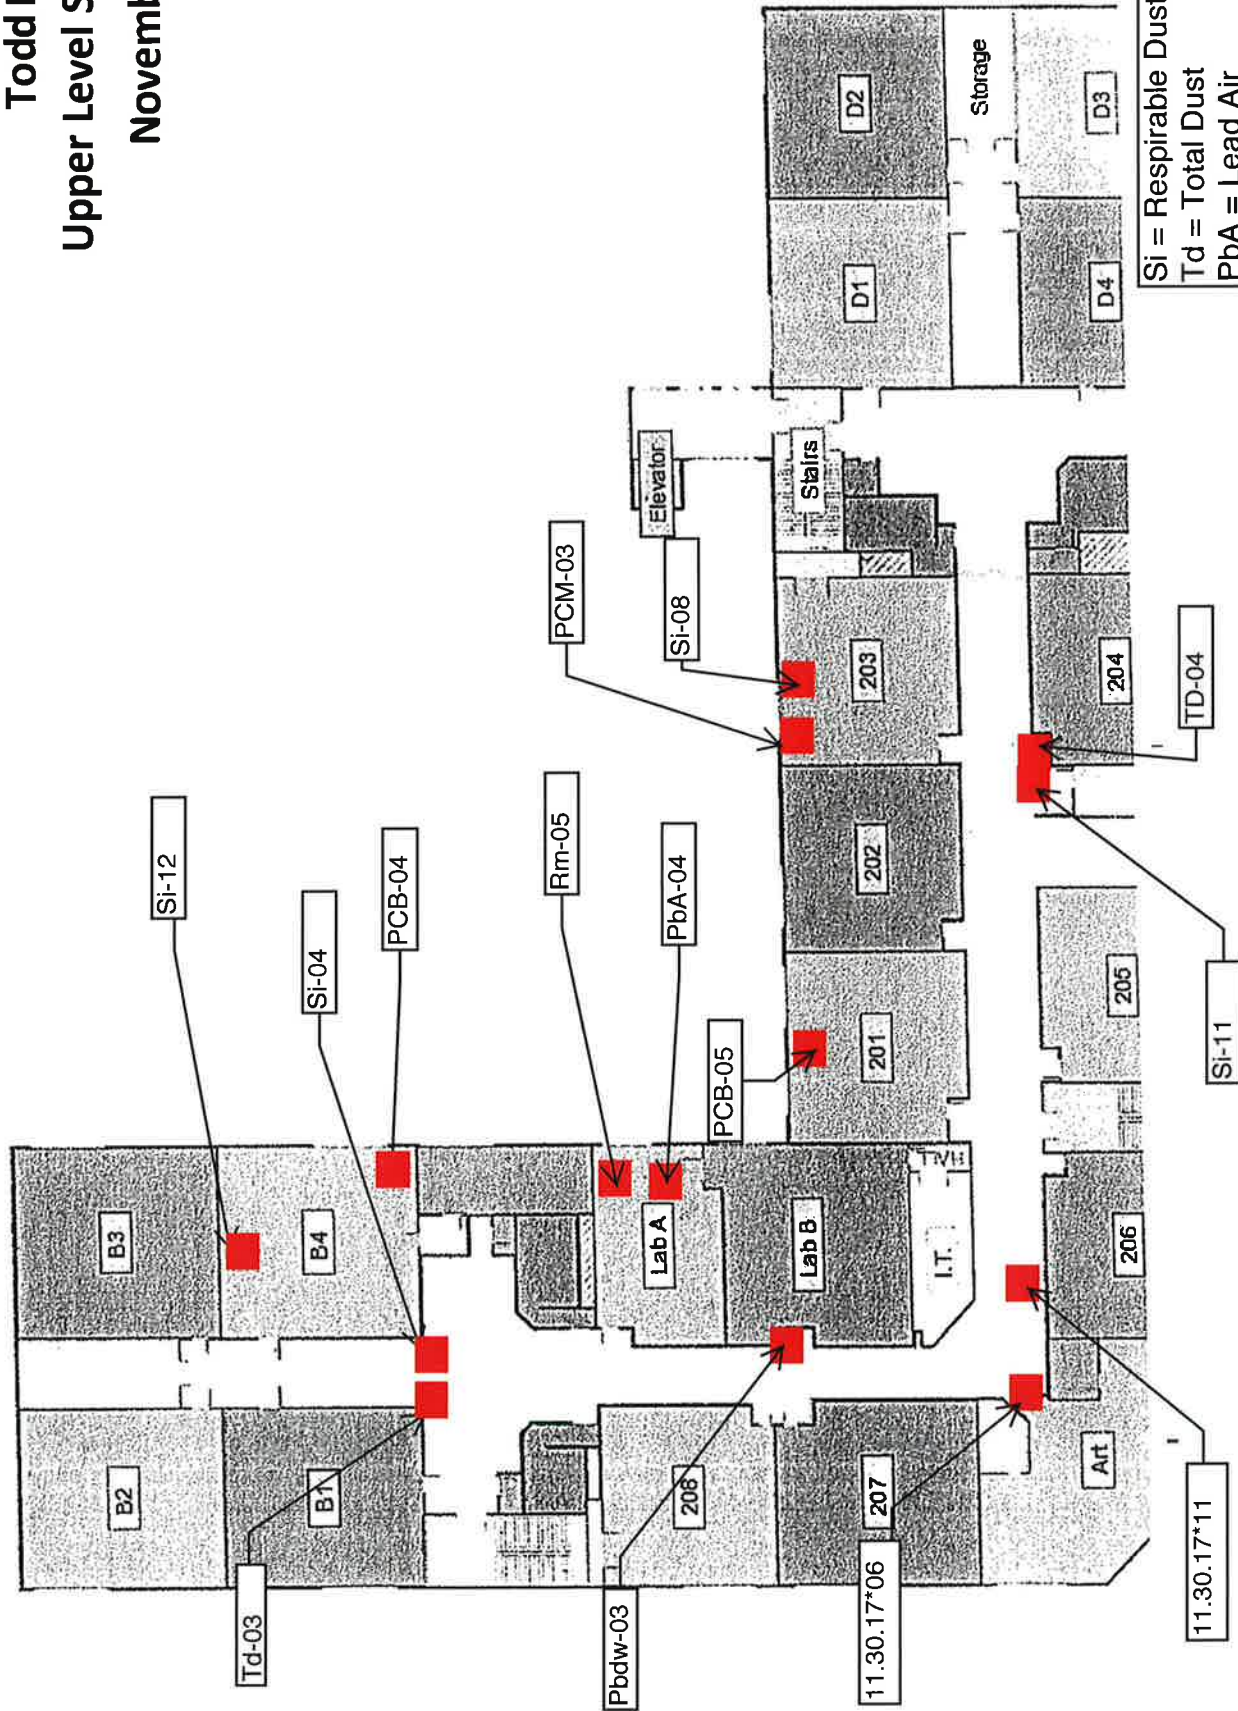 Todd
Upper Level S
Novemb
Si = Respirable Dust
Td = Total Dust
PbA = Lead Air
Si-12
Si-04
PCB-04
Rm-05
PbA-04
PCM-03
Si-08
PCB-05
Td-03
Pbdw-03
11.30.17*06
11.30.17*11
Si-11
TD-04
B3
B4
B2
B1
Lab A
Lab B
I.T.
HALL
208
207
Art
206
205
201
202
203
204
Elevator
Stairs
D1
D2
Storage
D3
D4